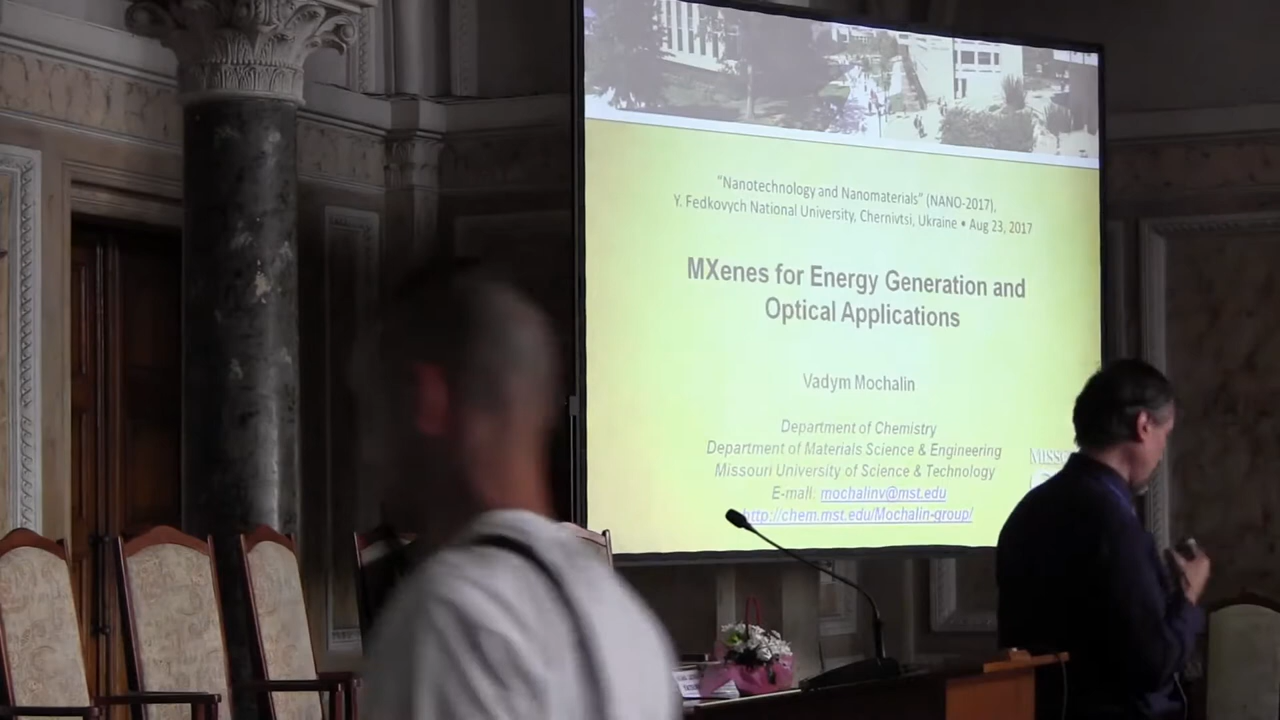 "Nanotechnology and Nanomaterials" (NANO-2017),
Y. Fedkovych National University, Chernivtsi, Ukraine • Aug 23, 2017
MXenes for Energy Generation and
Optical Applications
Vadym Mochalin
Department of Chemistry
Department of Materials Science & Engineering
Missouri University of Science & Technology
E-mail: mochalinv@mst.edu
http://chem.mst.edu/Mochalin-group/